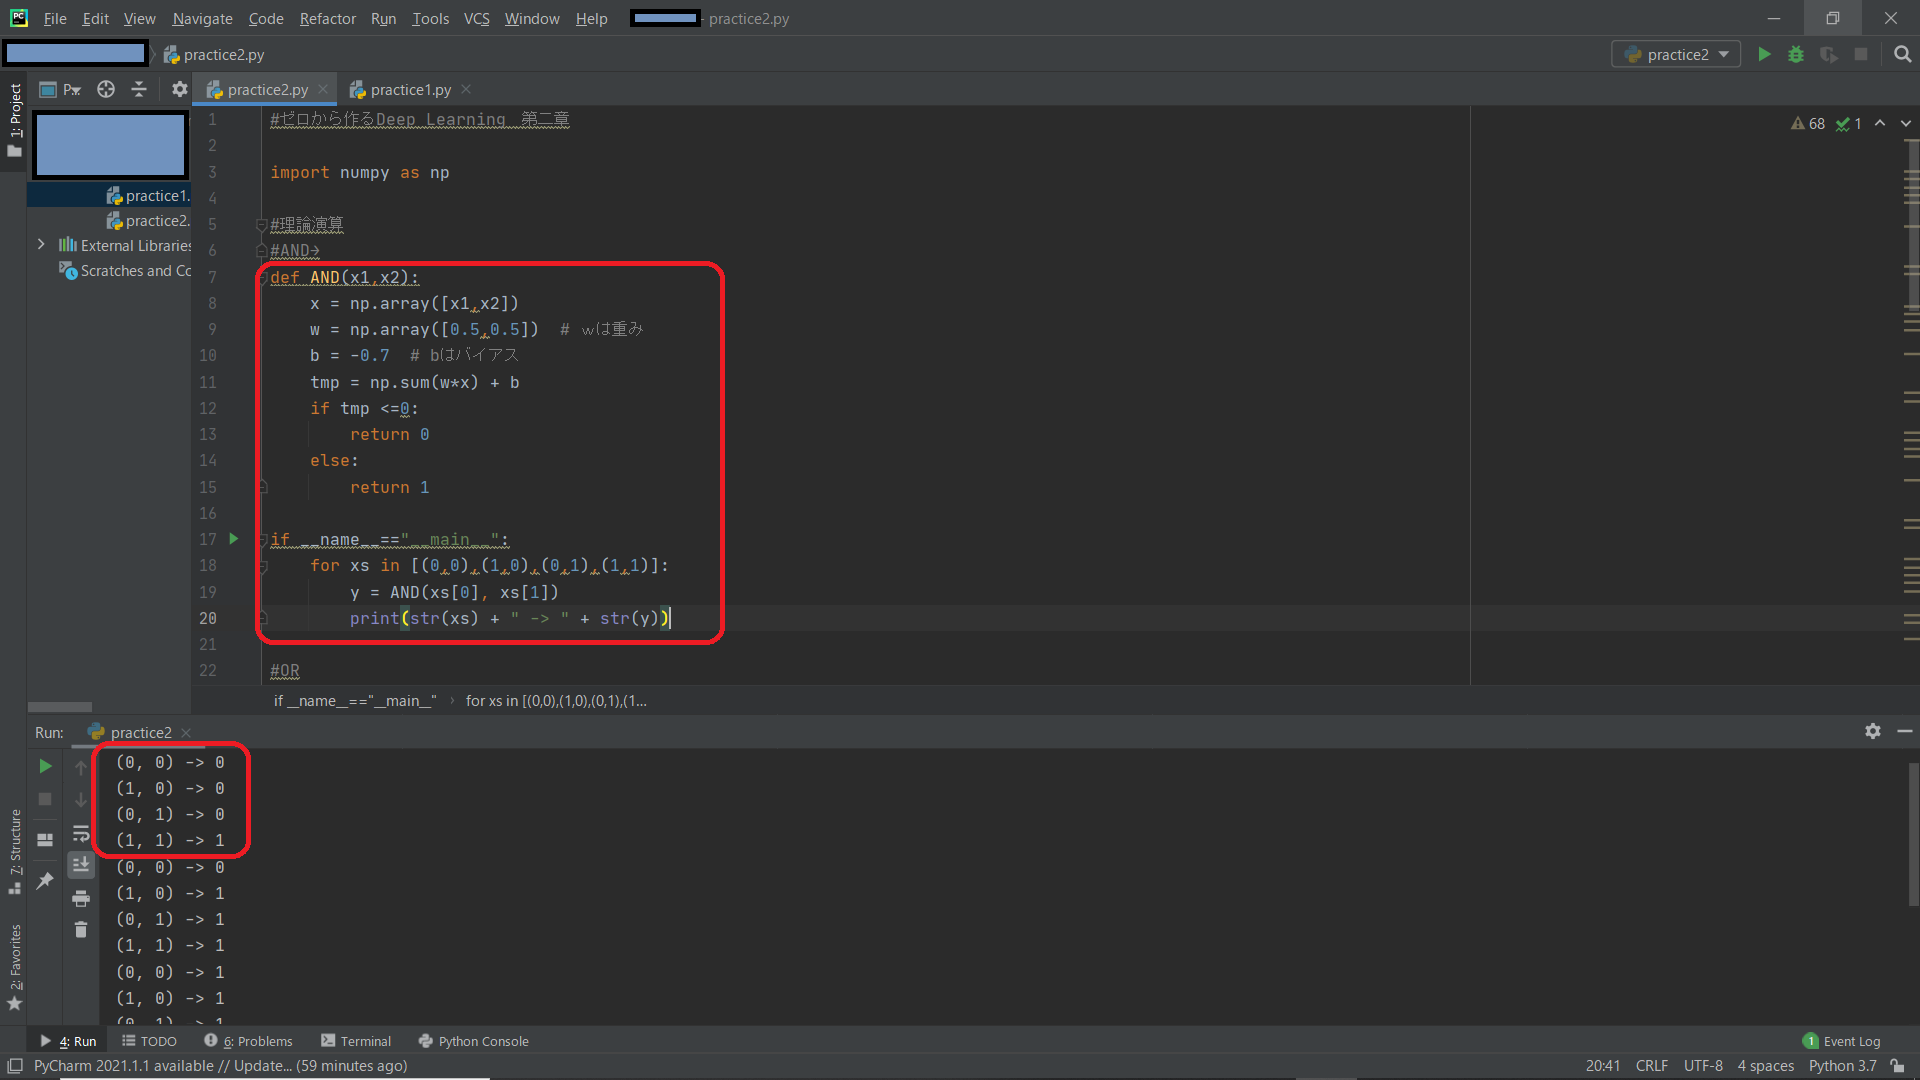 File Edit View Navigate Code Refactor Run Tools VCS Window Help - practice2.py
practice2.py
practice2
P...
practice2.py
practice1.py
1: Project
practice1.
practice2.
External Libraries
Scratches and Co
68 1
1 #ゼロから作るDeep Learning 第二章
2
3 import numpy as np
4
5 #理論演算
6 #AND→
7 def AND(x1,x2):
8 x = np.array([x1,x2])
9 w = np.array([0.5,0.5]) # wは重み
10 b = -0.7 # bはバイアス
11 tmp = np.sum(w*x) + b
12 if tmp <=0:
13 return 0
14 else:
15 return 1
16
17 if __name__=="__main__":
18 for xs in [(0,0),(1,0),(0,1),(1,1)]:
19 y = AND(xs[0], xs[1])
20 print(str(xs) + " -> " + str(y))
21
22 #OR
if __name__=="__main__" › for xs in [(0,0),(1,0),(0,1),(1...
Run: practice2
(0, 0) -> 0
(1, 0) -> 0
(0, 1) -> 0
(1, 1) -> 1
(0, 0) -> 0
(1, 0) -> 1
(0, 1) -> 1
(1, 1) -> 1
(0, 0) -> 1
(1, 0) -> 1
(0, 1) -> 1
7: Structure
2: Favorites
4: Run TODO 6: Problems Terminal Python Console
1 Event Log
PyCharm 2021.1.1 available // Update... (59 minutes ago)
20:41 CRLF UTF-8 4 spaces Python 3.7